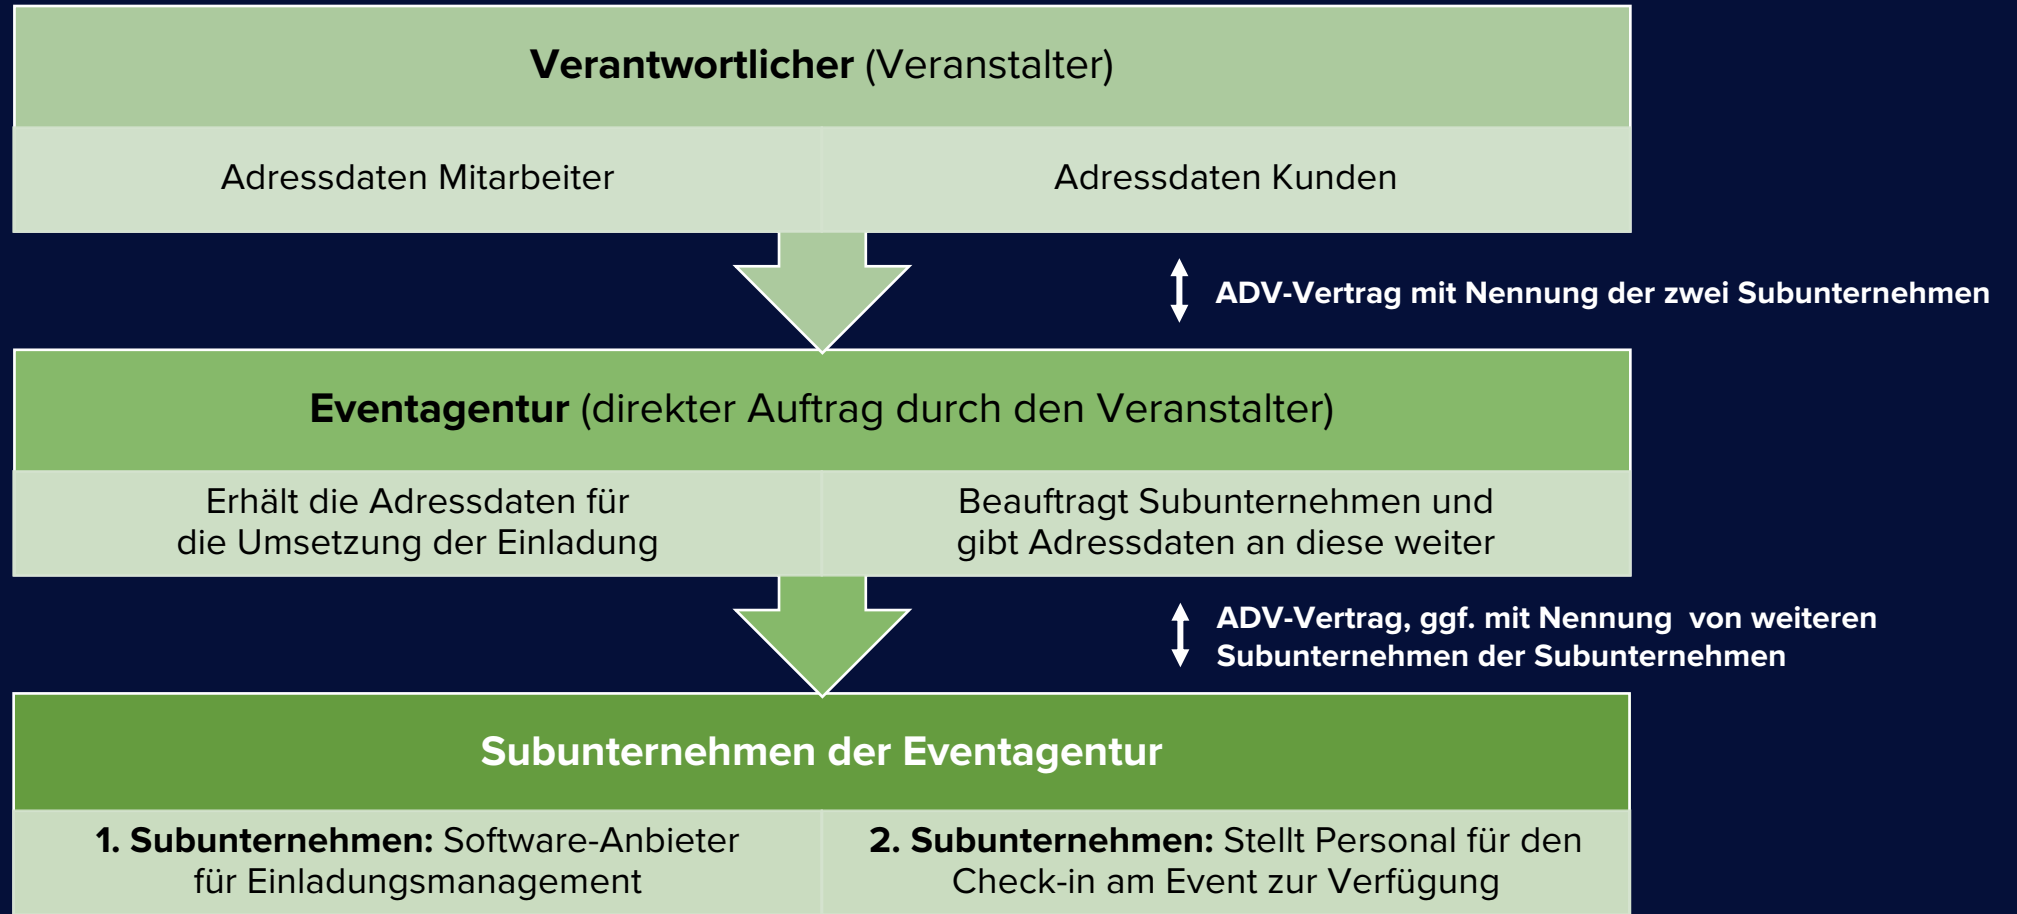 Verantwortlicher (Veranstalter)
Adressdaten Mitarbeiter
Adressdaten Kunden
ADV-Vertrag mit Nennung der zwei Subunternehmen
Eventagentur (direkter Auftrag durch den Veranstalter)
Erhält die Adressdaten für
die Umsetzung der Einladung
Beauftragt Subunternehmen und
gibt Adressdaten an diese weiter
ADV-Vertrag, ggf. mit Nennung  von weiteren
Subunternehmen der Subunternehmen
Subunternehmen der Eventagentur
1. Subunternehmen: Software-Anbieter
für Einladungsmanagement
2. Subunternehmen: Stellt Personal für den
Check-in am Event zur Verfügung